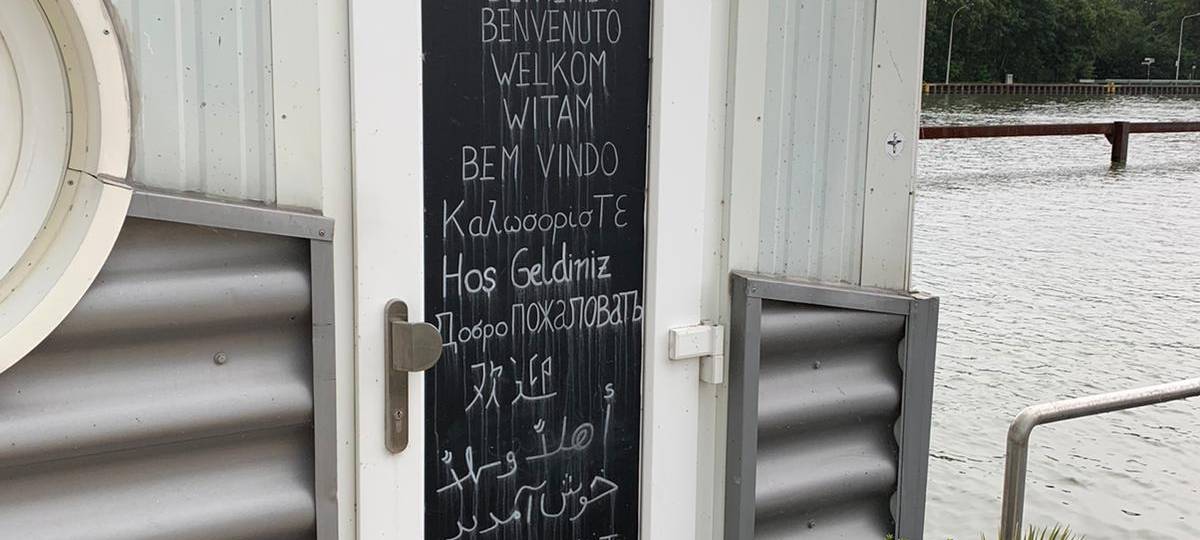 BENVENUTO
WELKOM
WITAM
BEM VINDO
ΚαλωσορίσΤε
Hoş Geldiniz
Добро пожаловать
欢迎
أهلاً وسهلاً
خوش آمدید